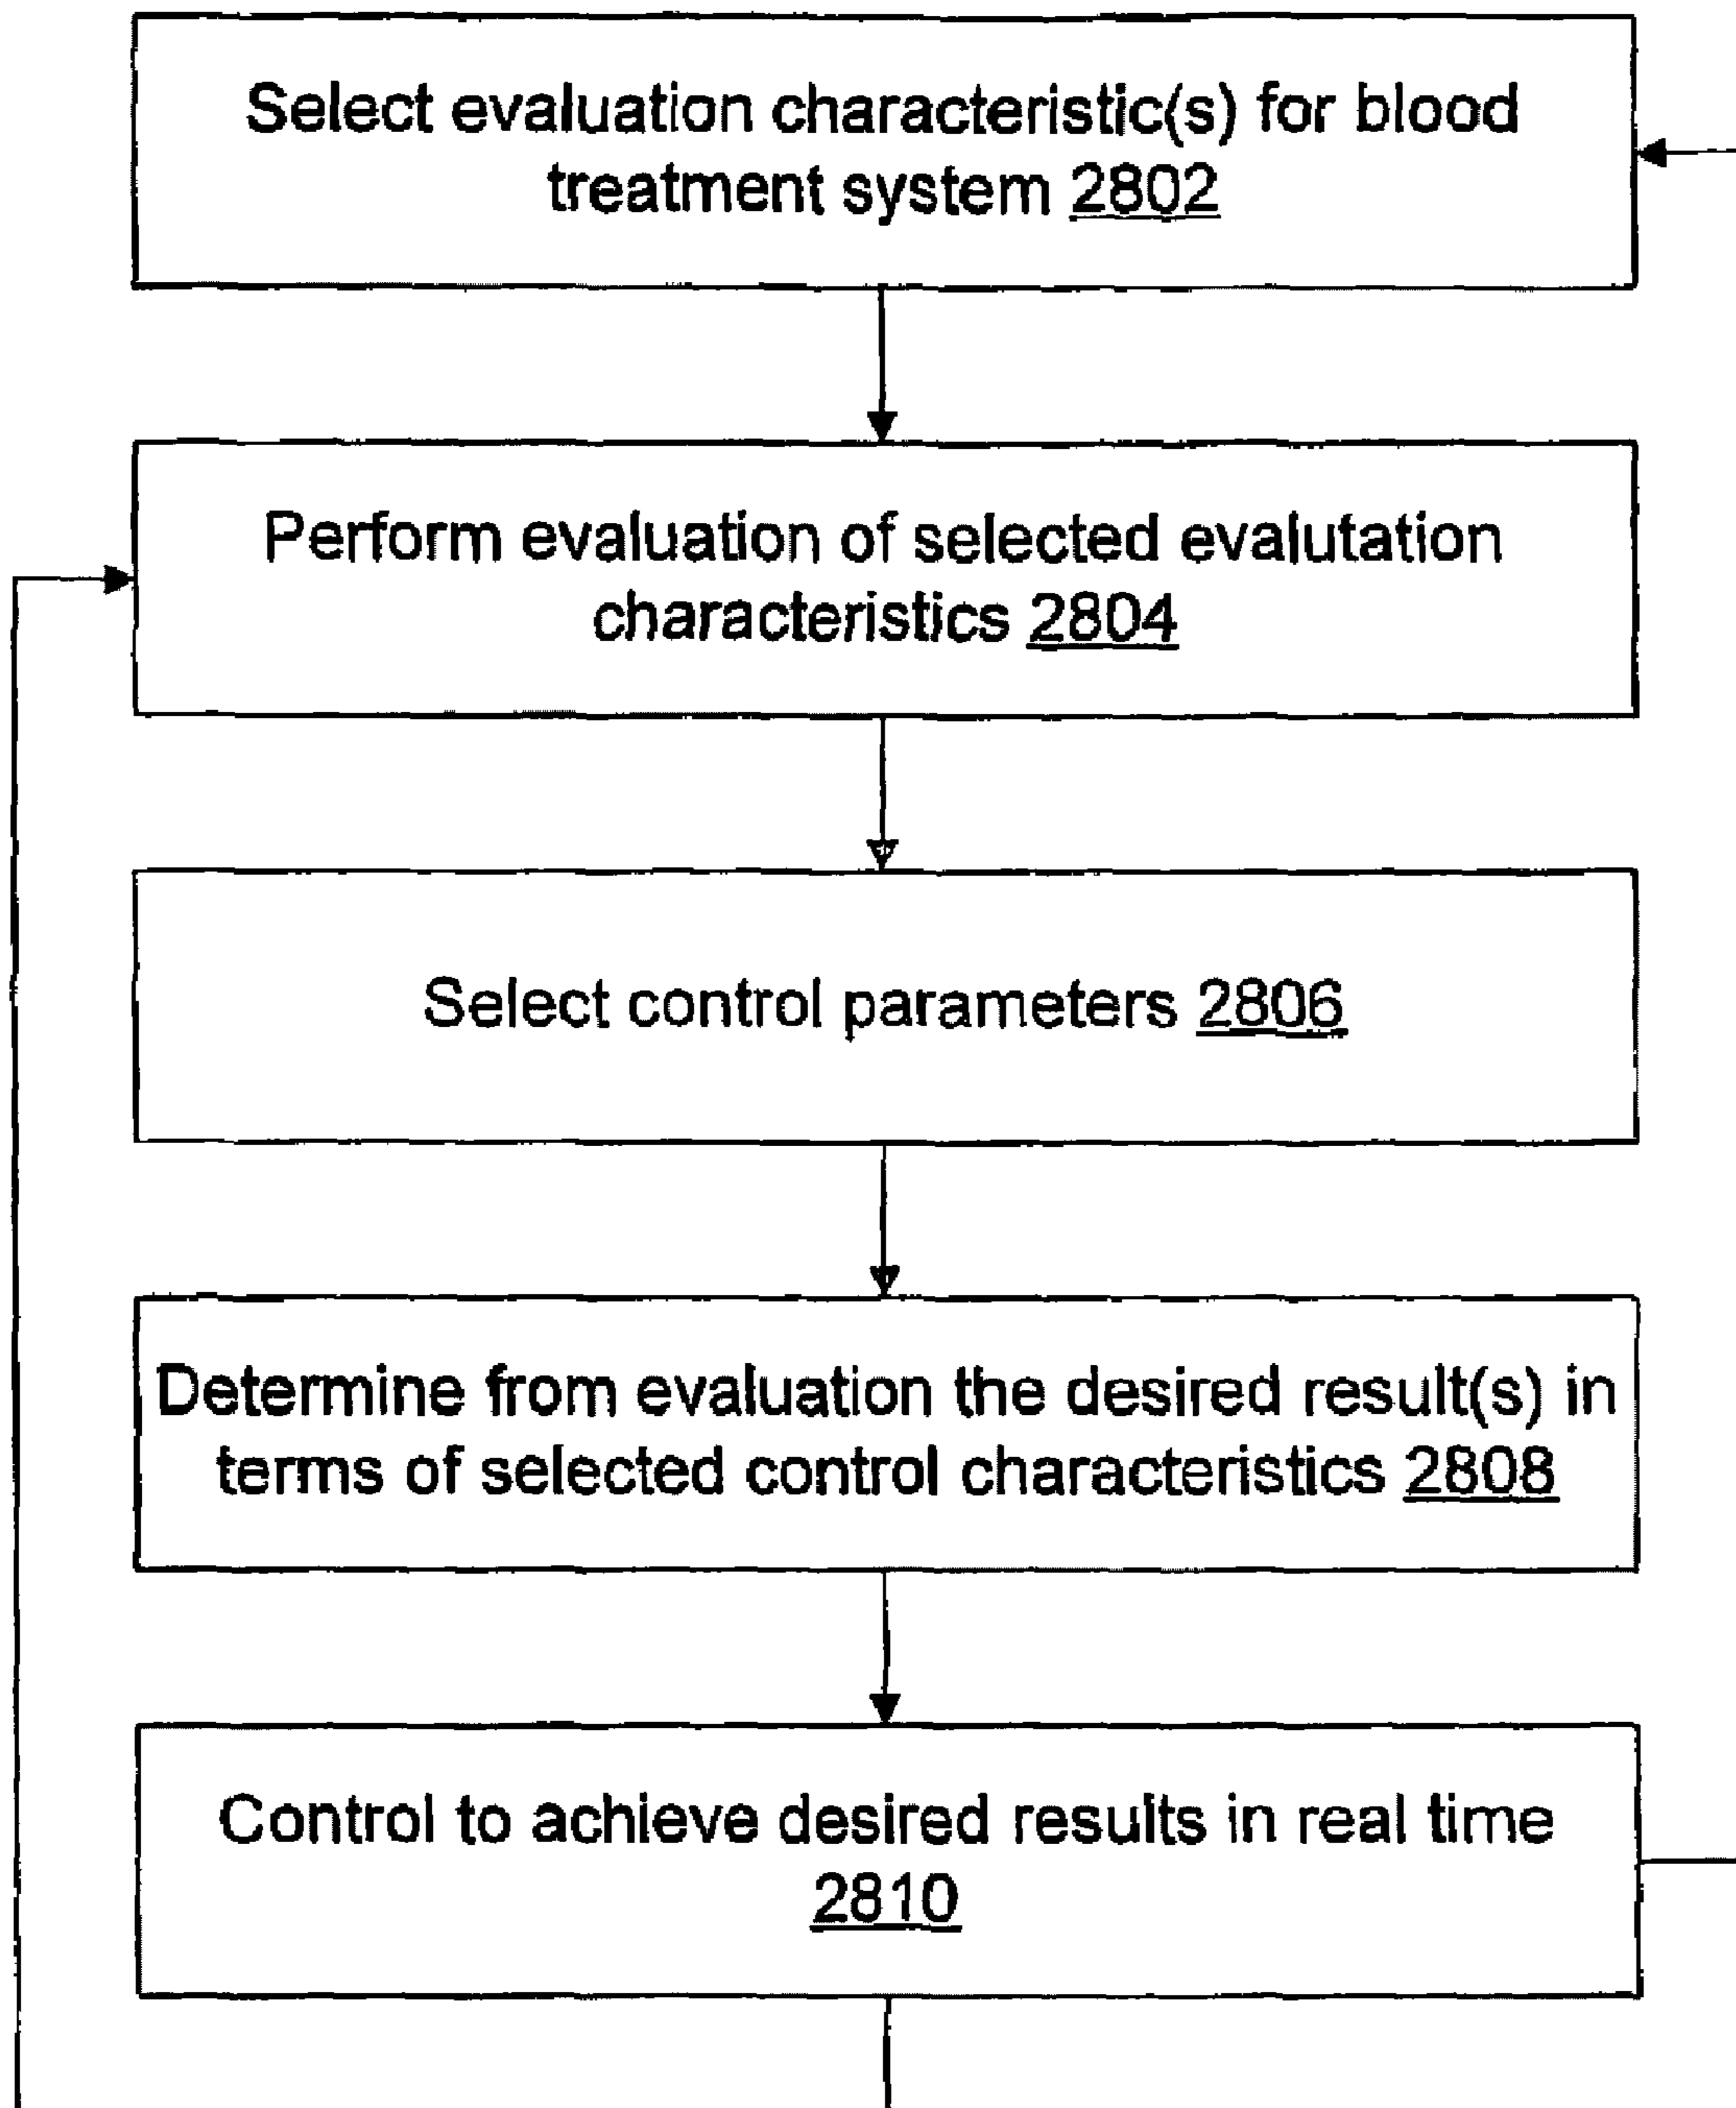 Select evaluation characteristic(s) for blood
treatment system 2802
Perform evaluation of selected evalutation
characteristics 2804
Select control parameters 2806
Determine from evaluation the desired result(s) in
terms of selected control characteristics 2808
Control to achieve desired results in real time
2810